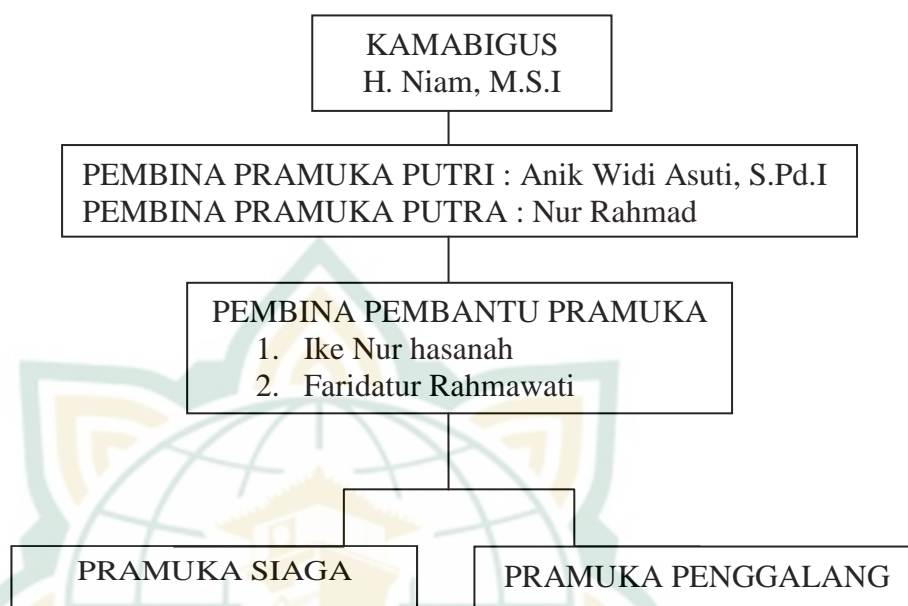 KAMABIGUS
H. Niam, M.S.I
PEMBINA PRAMUKA PUTRI : Anik Widi Asuti, S.Pd.I
PEMBINA PRAMUKA PUTRA : Nur Rahmad
PEMBINA PEMBANTU PRAMUKA
1. Ike Nur hasanah
2. Faridatur Rahmawati
PRAMUKA SIAGA
PRAMUKA PENGGALANG